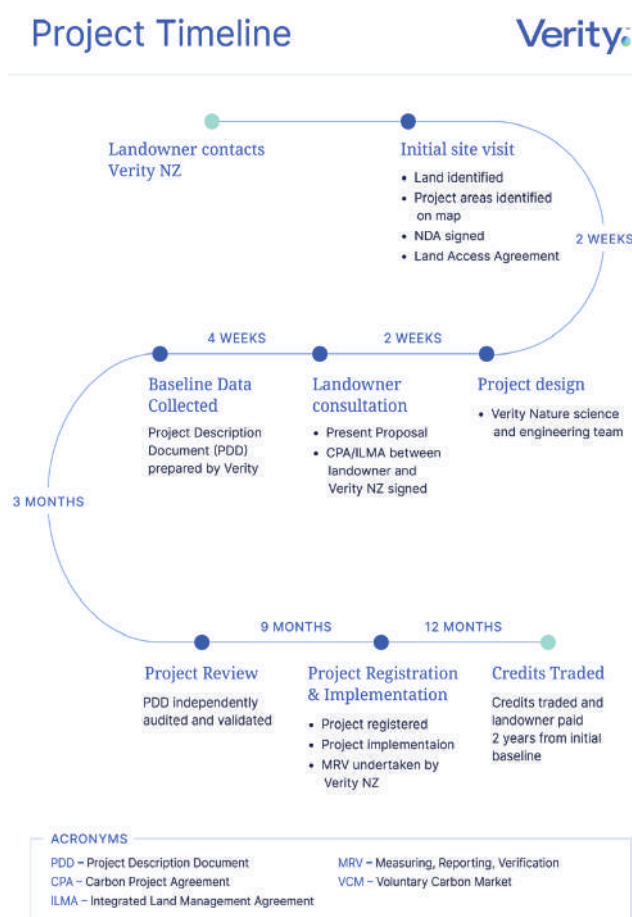 Project Timeline
Verity
Landowner contacts
Verity NZ
Initial site visit
• Land identified
• Project areas identified
on map
• NDA signed
• Land Access Agreement
2 WEEKS
4 WEEKS
2 WEEKS
Baseline Data
Collected
Project Description
Document (PDD)
prepared by Verity
Landowner
consultation
• Present Proposal
• CPA/ILMA between
landowner and
Verity NZ signed
Project design
• Verity Nature science
and engineering team
3 MONTHS
9 MONTHS
12 MONTHS
Project Review
PDD independently
audited and validated
Project Registration
& Implementation
• Project registered
• Project implementaion
• MRV undertaken by
Verity NZ
Credits Traded
Credits traded and
landowner paid
2 years from initial
baseline
ACRONYMS
PDD – Project Description Document
CPA – Carbon Project Agreement
ILMA – Integrated Land Management Agreement
MRV – Measuring, Reporting, Verification
VCM – Voluntary Carbon Market